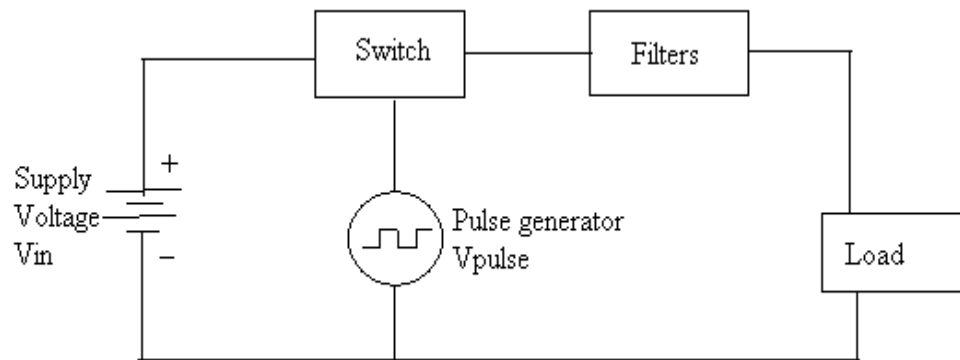 Switch
Filters
+
Supply
Voltage
Vin
−
Pulse generator
Vpulse
Load